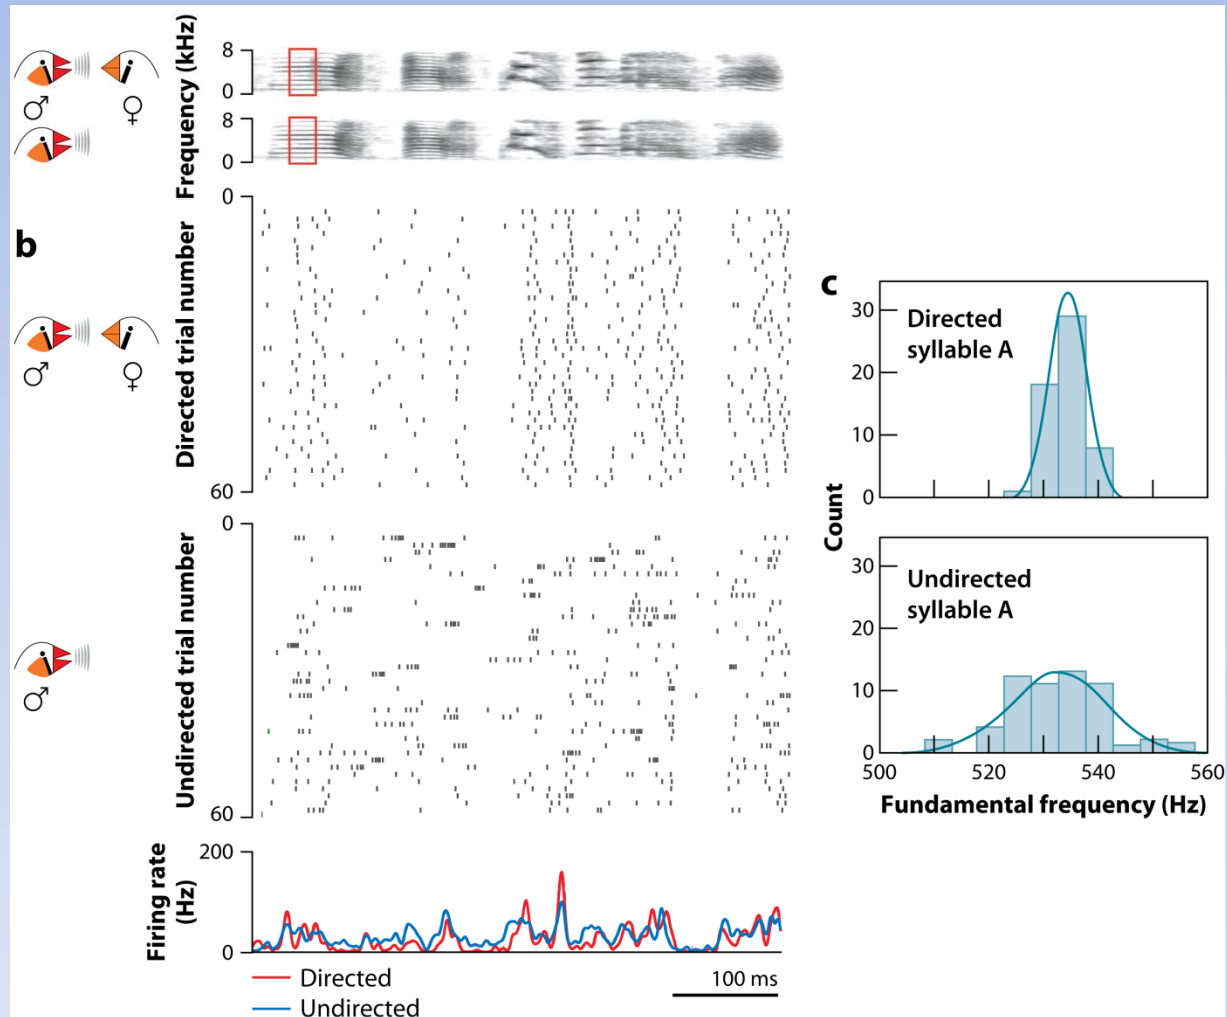 Frequency (kHz)
8
0
8
0
♂
♀
b
Directed trial number
0
60
♂
♀
Undirected trial number
0
60
♂
Firing rate
(Hz)
200
0
Directed
Undirected
100 ms
c
Count
Directed
syllable A
30
20
10
0
Undirected
syllable A
30
20
10
0
500
520
540
560
Fundamental frequency (Hz)